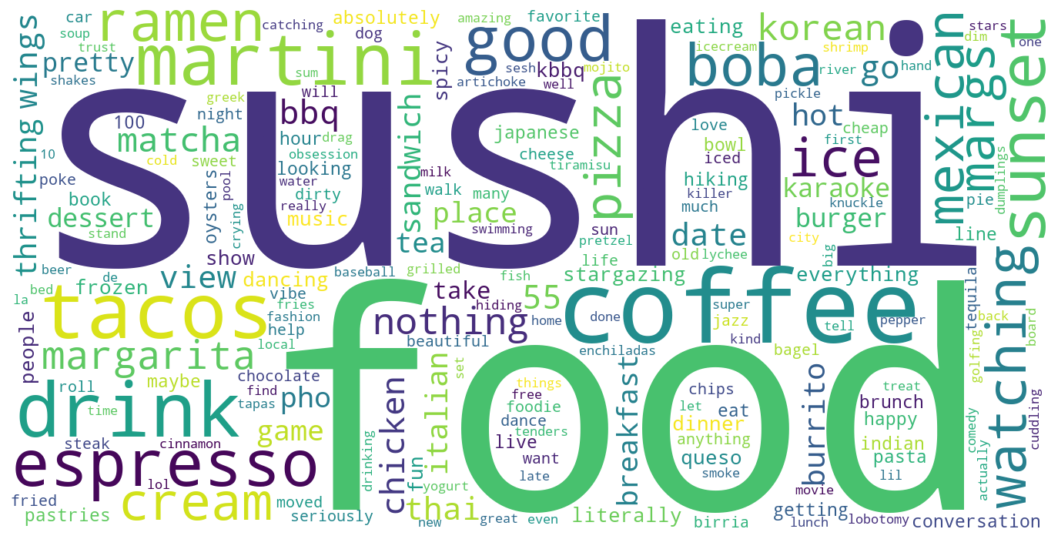 sushi
food
coffee
tacos
martini
espresso
drink
good
ramen
boba
ice
cream
sunset
watching
mexican
margs
pizza
korean
margarita
nothing
matcha
bbq
date
thai
pho
chicken
italian
burrito
breakfast
view
tea
sandwich
place
karaoke
burger
dessert
hot
go
55
pretty
thrifting
wings
kbbq
spicy
eating
absolutely
favorite
catching
dog
car
soup
trust
shakes
sum
will
amazing
icecream
sesh
mojito
artichoke
well
shrimp
river
hand
stars
dim
one
pickle
cheap
first
greek
night
100
hour
drag
japanese
love
bowl
iced
cheese
tiramisu
10
cold
sweet
obsession
looking
poke
book
stand
oysters
pool
crying
water
dirty
really
music
milk
walk
many
swimming
hiking
killer
much
knuckle
pie
dumplings
line
sun
pretzel
life
old
lychee
city
big
show
beer
de
bed
frozen
la
dancing
baseball
grilled
fish
stargazing
everything
vibe
fries
fashion
help
local
take
hiding
home
beautiful
done
super
jazz
kind
tell
pepper
tequilla
back
board
golfing
people
enchiladas
bagel
set
roll
time
maybe
chocolate
find
tapas
things
free
foodie
dance
tenders
live
want
late
chips
let
eat
dinner
anything
queso
smoke
treat
brunch
happy
indian
pasta
lil
comedy
actually
cuddling
steak
cinnamon
lol
game
fun
yogurt
drinking
fried
pastries
moved
seriously
new
great
even
literally
birria
movie
getting
lunch
lobotomy
conversation